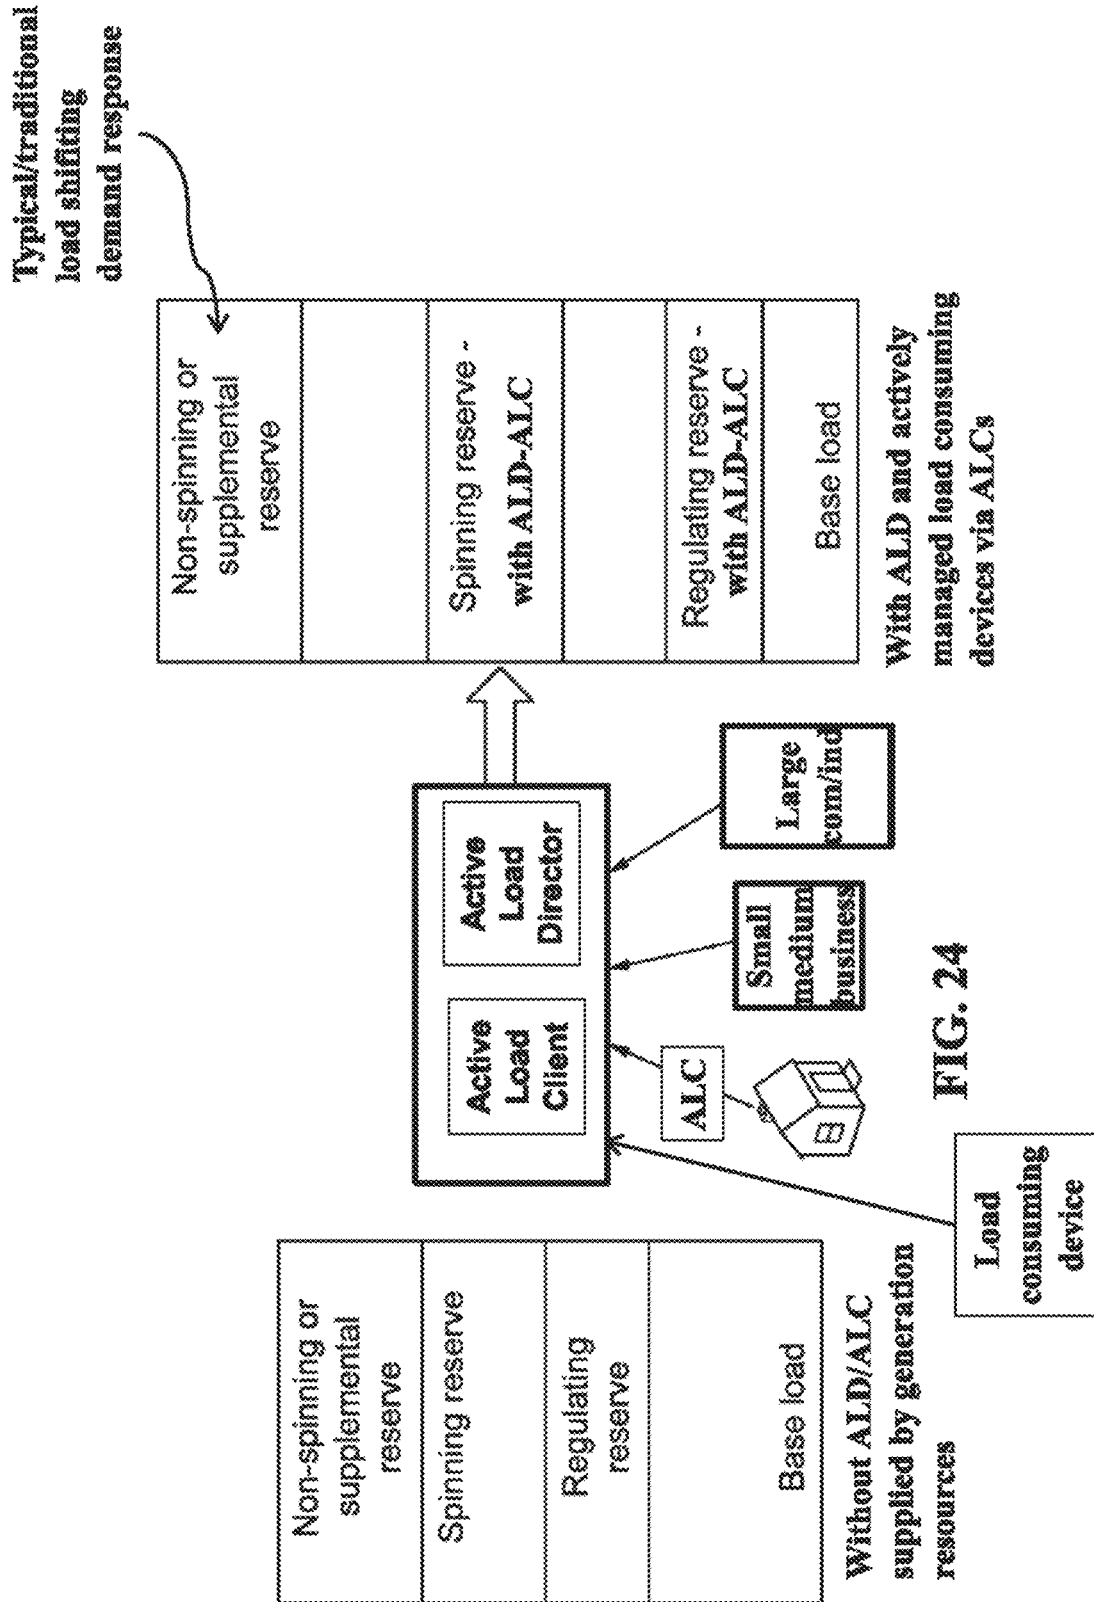 Typical/traditional
load shifiting
demand response
Non-spinning or
supplemental
reserve
Spinning reserve
Regulating
reserve
Base load
Without ALD/ALC
supplied by generation
resources
Active
Load
Client
Active
Load
Director
ALC
Small
medium
business
Large
com/ind
Load
consuming
device
Non-spinning or
supplemental
reserve
Spinning reserve -
with ALD-ALC
Regulating reserve -
with ALD-ALC
Base load
With ALD and actively
managed load consuming
devices via ALCs
FIG. 24